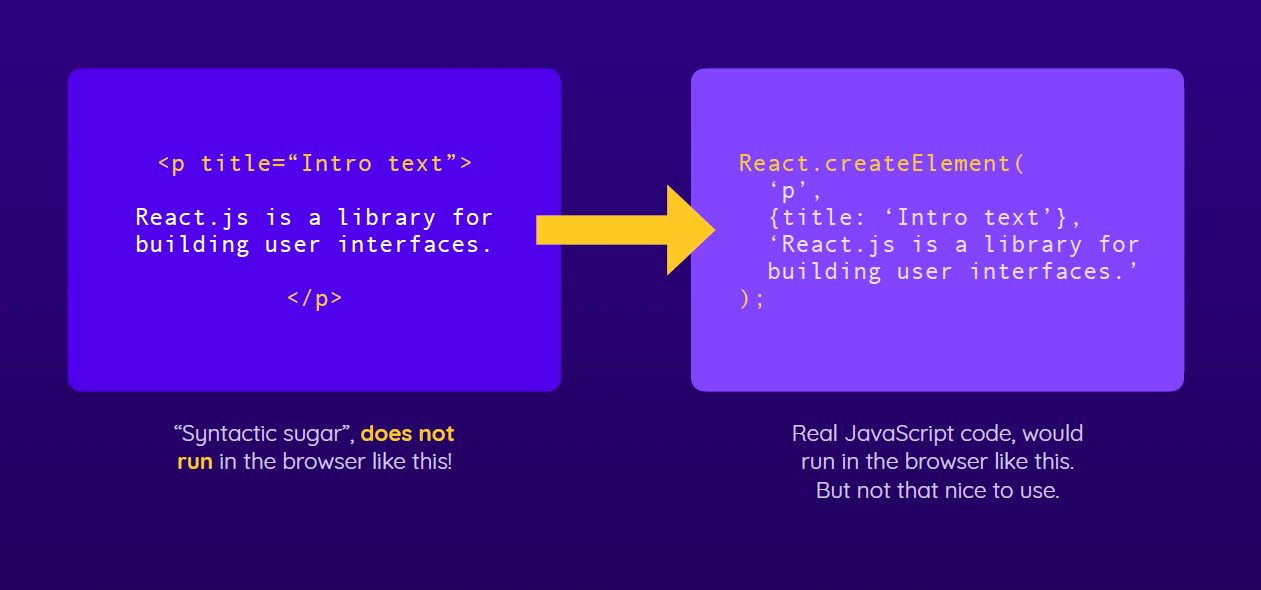 <p title=“Intro text”>
React.js is a library for
building user interfaces.
</p>
“Syntactic sugar”, does not
run in the browser like this!
React.createElement(
‘p’,
{title: ‘Intro text’},
‘React.js is a library for
building user interfaces.’
);
Real JavaScript code, would
run in the browser like this.
But not that nice to use.